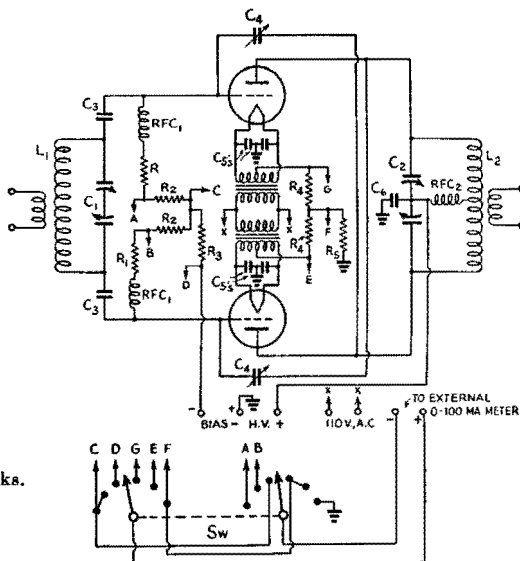 C4
C3
RFC1
L1
R
R2
C
C5's
R4
G
L2
C2
C6
RFC2
C1
A
R2
X
X
F
B
R1
R3
R4
R5
D
E
C3
RFC1
C5's
C4
- BIAS - + H.V. +
X X
110V. A.C
TO EXTERNAL
- + 0-100 MA METER
C D G E F A B
ks.
Sw